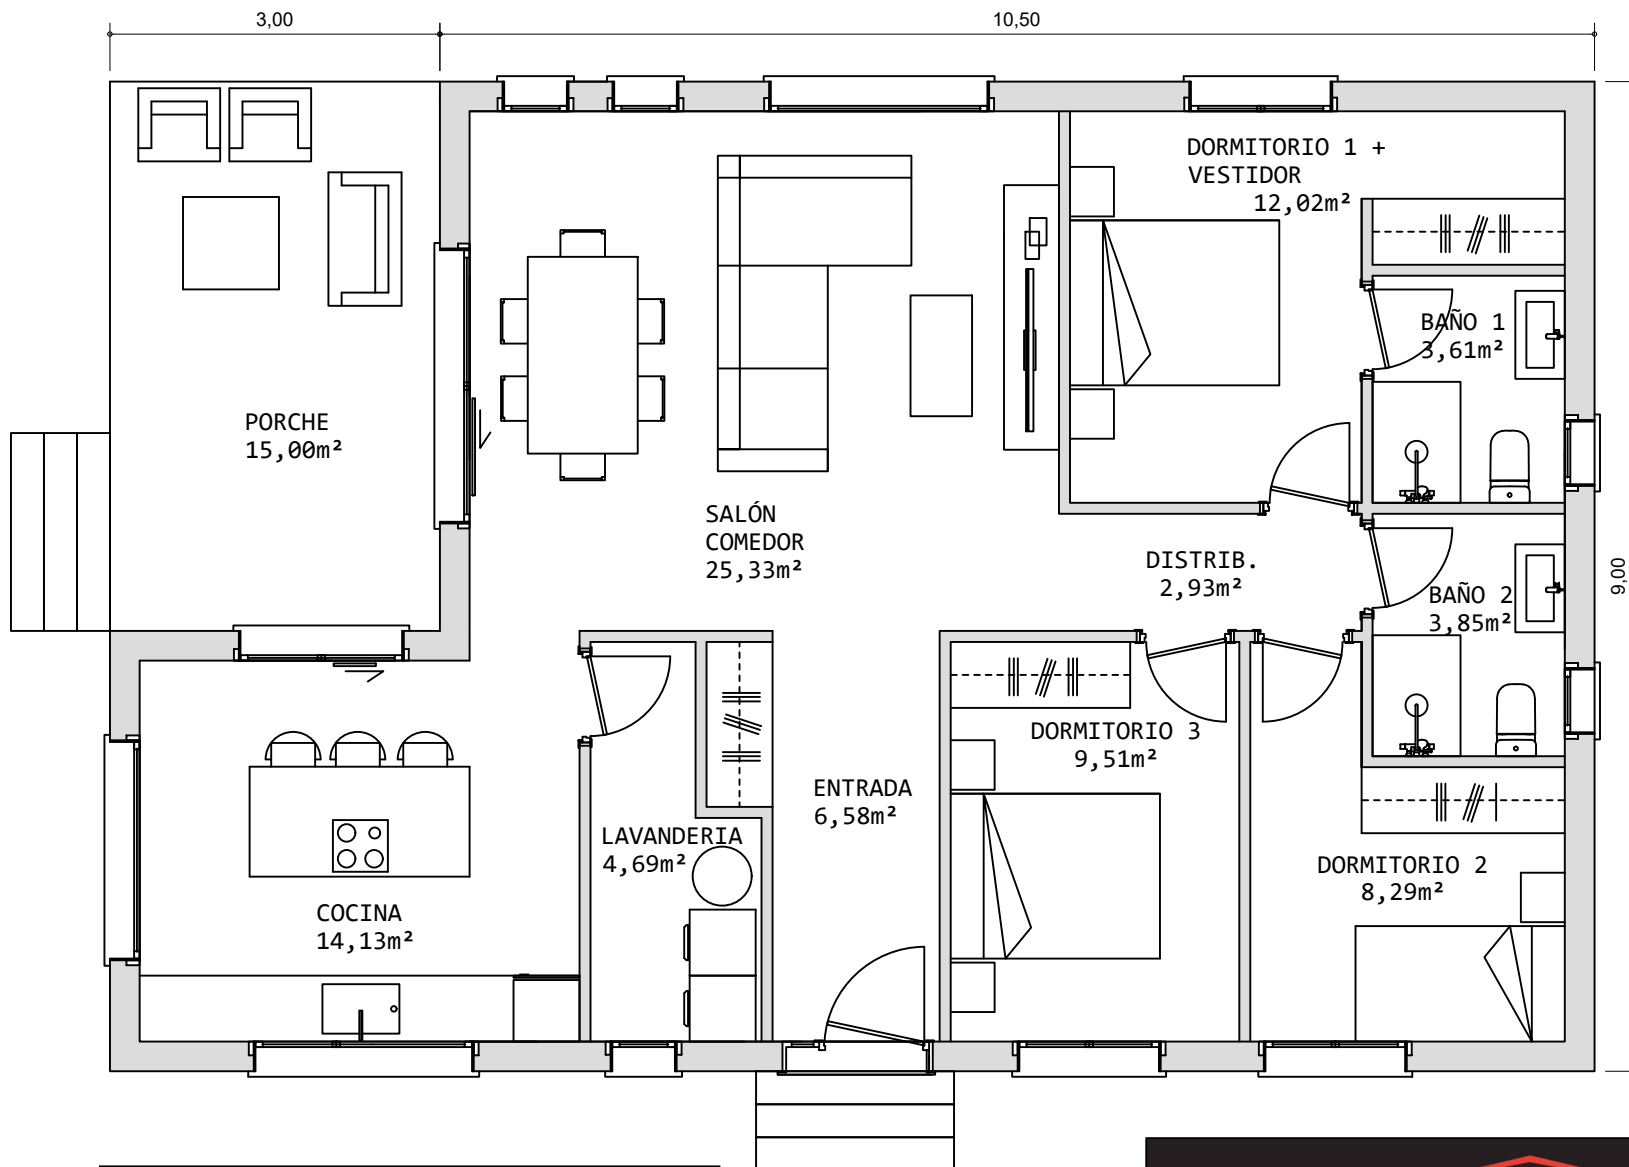 3,00
10,50
DORMITORIO 1 +
VESTIDOR
12,02m²
BAÑO 1
3,61m²
PORCHE
15,00m²
SALÓN
COMEDOR
25,33m²
DISTRIB.
2,93m²
9,00
BAÑO 2
3,85m²
DORMITORIO 3
9,51m²
ENTRADA
6,58m²
LAVANDERIA
4,69m²
DORMITORIO 2
8,29m²
COCINA
14,13m²